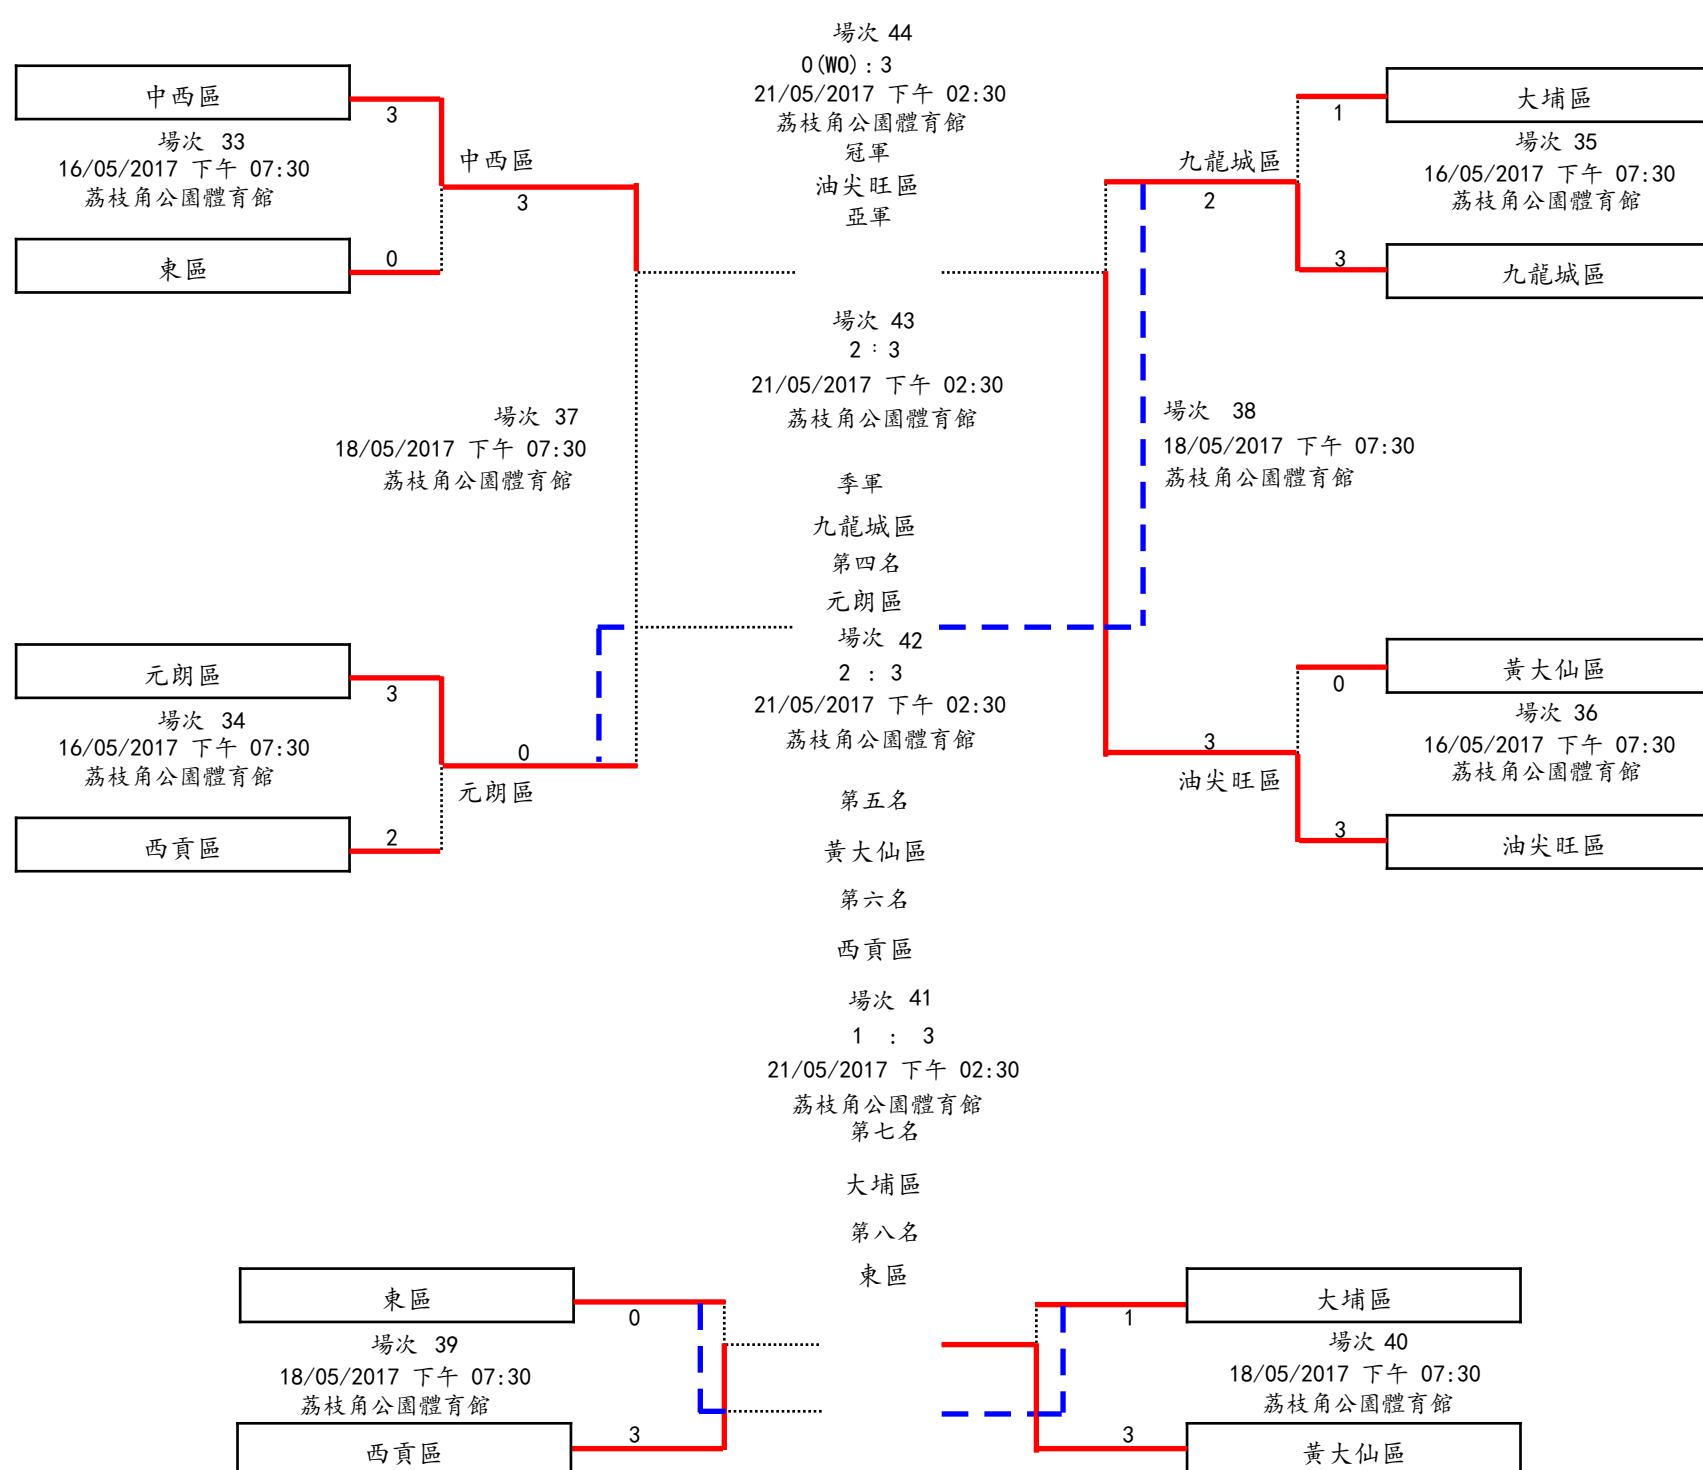 場次 44
0(WO) : 3
21/05/2017 下午 02:30
荔枝角公園體育館
冠軍
油尖旺區
亞軍
中西區
3
場次 33
16/05/2017 下午 07:30
荔枝角公園體育館
東區
0
中西區
3
大埔區
1
場次 35
16/05/2017 下午 07:30
荔枝角公園體育館
九龍城區
3
九龍城區
2
場次 43
2 : 3
21/05/2017 下午 02:30
荔枝角公園體育館
場次 37
18/05/2017 下午 07:30
荔枝角公園體育館
場次 38
18/05/2017 下午 07:30
荔枝角公園體育館
季軍
九龍城區
第四名
元朗區
場次 42
2 : 3
21/05/2017 下午 02:30
荔枝角公園體育館
元朗區
3
場次 34
16/05/2017 下午 07:30
荔枝角公園體育館
西貢區
2
0
元朗區
黃大仙區
0
場次 36
16/05/2017 下午 07:30
荔枝角公園體育館
油尖旺區
3
3
油尖旺區
第五名
黃大仙區
第六名
西貢區
場次 41
1 : 3
21/05/2017 下午 02:30
荔枝角公園體育館
第七名
大埔區
第八名
東區
東區
0
場次 39
18/05/2017 下午 07:30
荔枝角公園體育館
西貢區
3
大埔區
1
場次 40
18/05/2017 下午 07:30
荔枝角公園體育館
黃大仙區
3